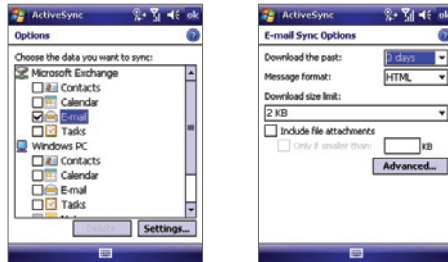 ActiveSync
ok
Options
?
Choose the data you want to sync:
Microsoft Exchange
Contacts
Calendar
E-mail
Tasks
Windows PC
Contacts
Calendar
E-mail
Tasks
Delete
Settings...
ActiveSync
ok
E-mail Sync Options
?
Download the past:
3 days
Message format:
HTML
Download size limit:
2 KB
Include file attachments
Only if smaller than:
KB
Advanced...